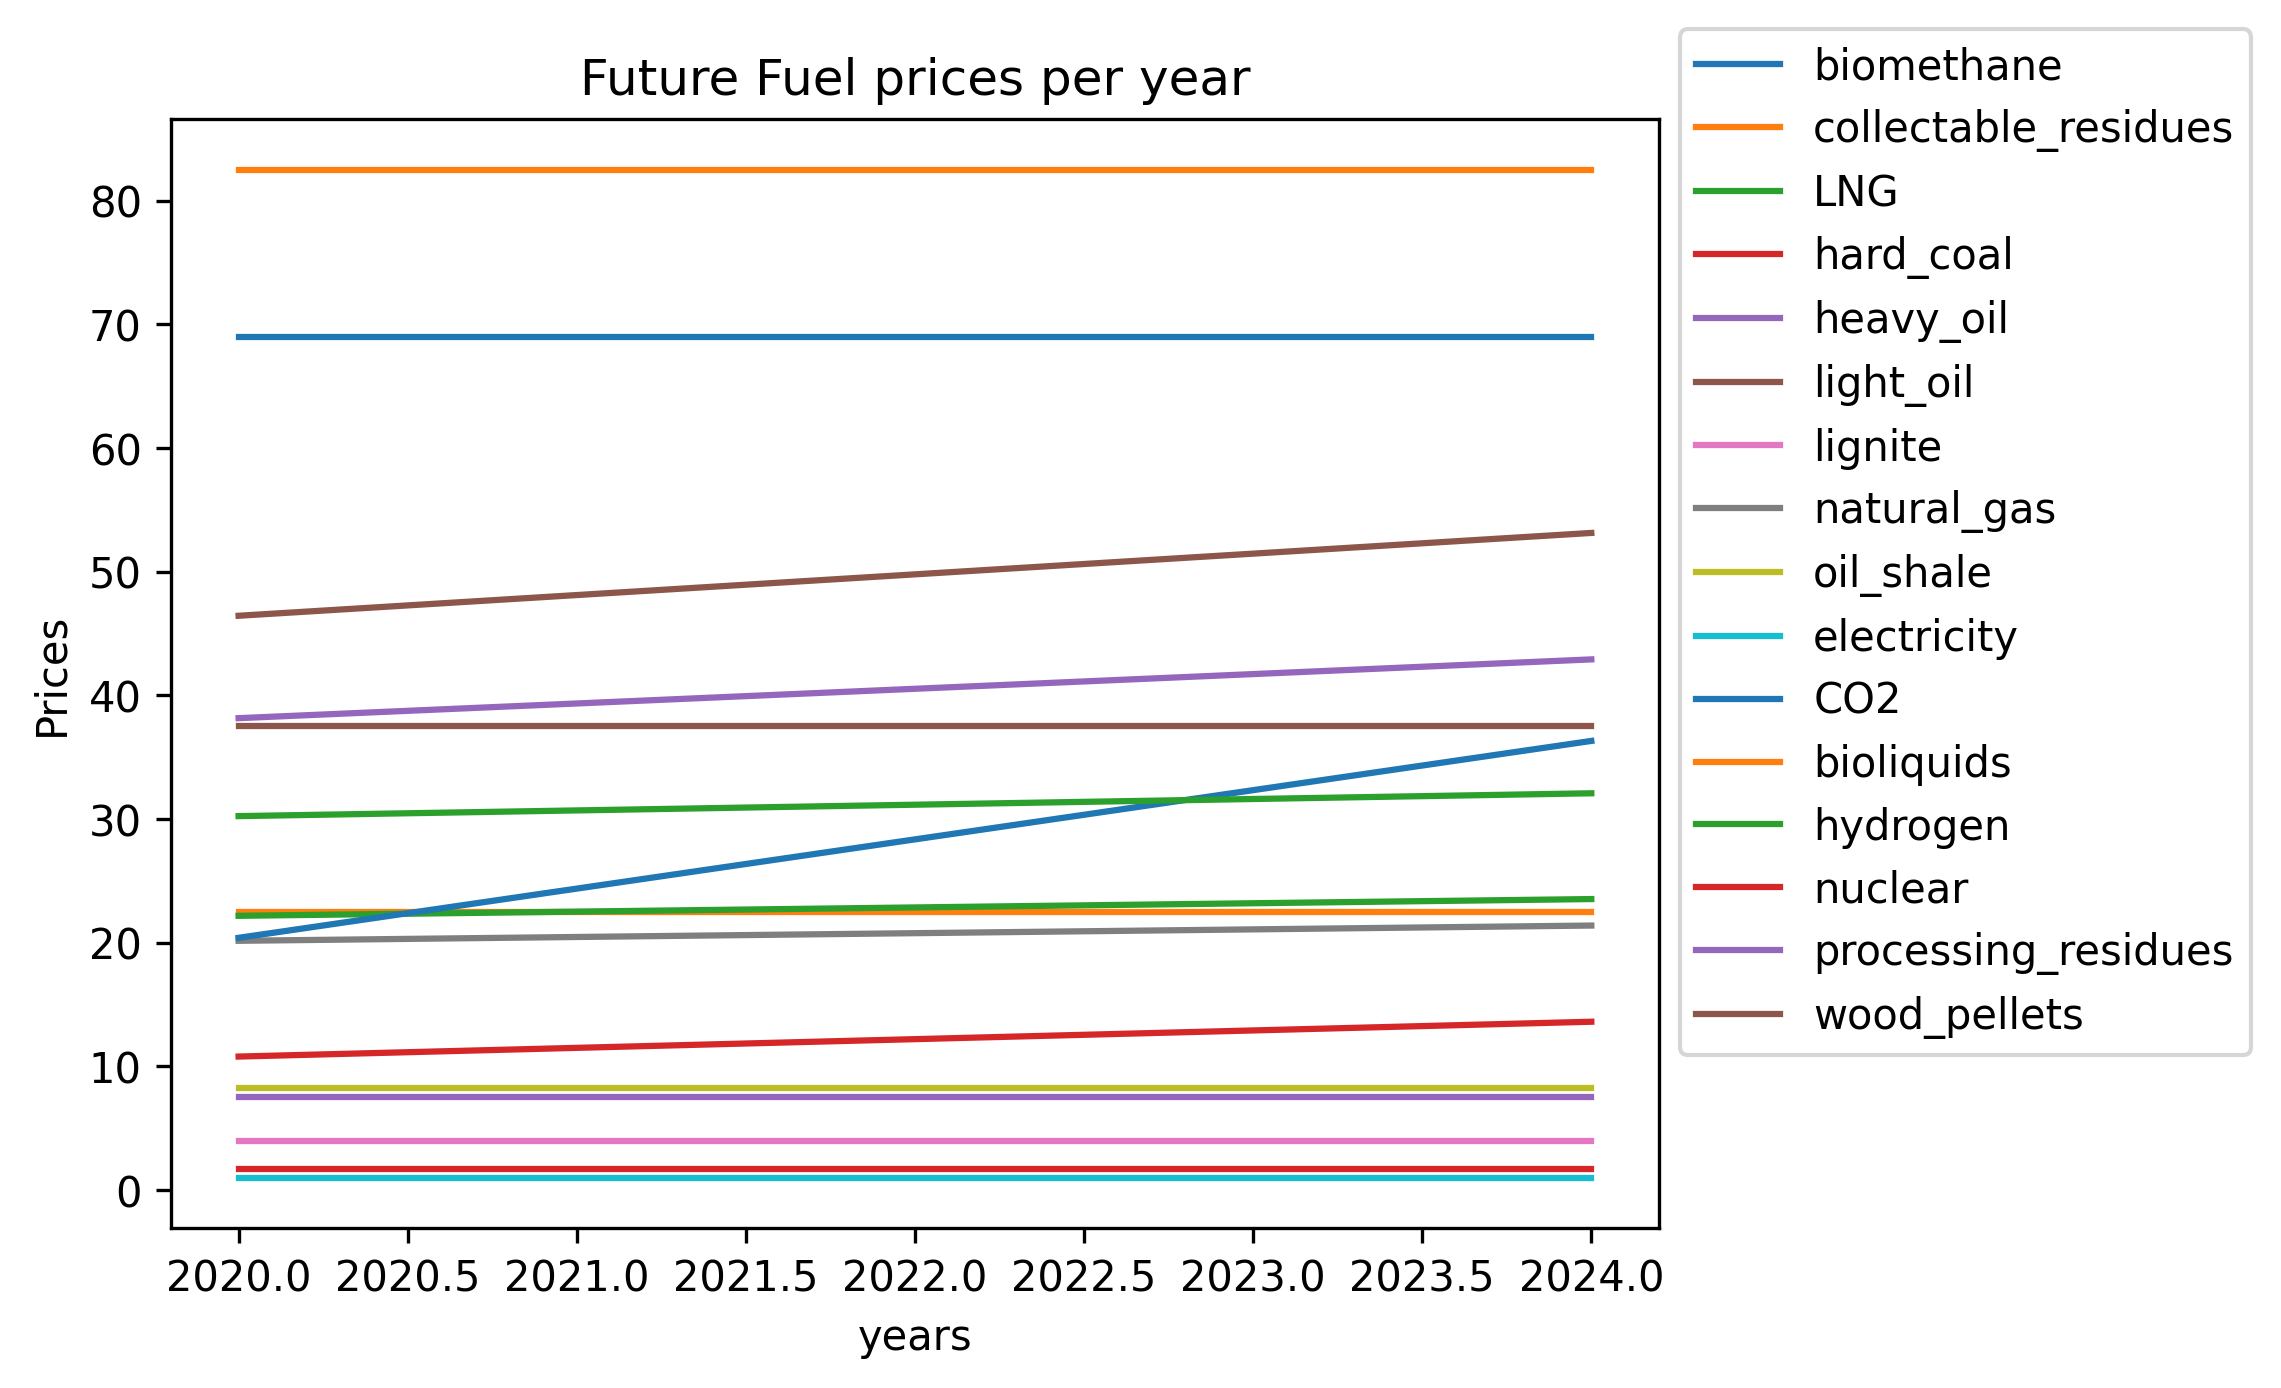 Future Fuel prices per year
Prices
80
70
60
50
40
30
20
10
0
2020.0 2020.5 2021.0 2021.5 2022.0 2022.5 2023.0 2023.5 2024.0
years
biomethane
collectable_residues
LNG
hard_coal
heavy_oil
light_oil
lignite
natural_gas
oil_shale
electricity
CO2
bioliquids
hydrogen
nuclear
processing_residues
wood_pellets